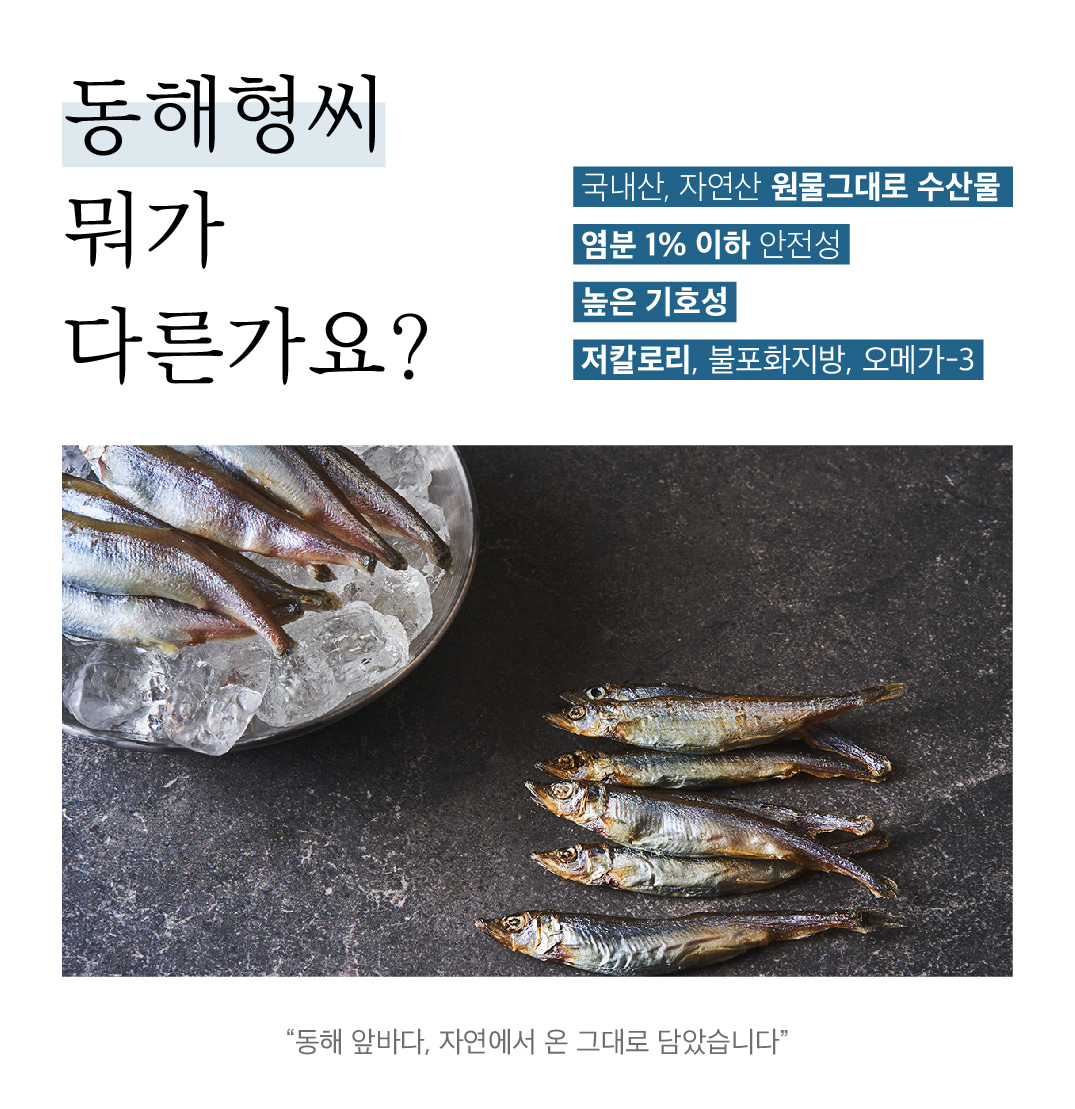 동해형씨
뭐가
다른가요?
국내산, 자연산 원물그대로 수산물
염분 1% 이하 안전성
높은 기호성
저칼로리, 불포화지방, 오메가-3
“동해 앞바다, 자연에서 온 그대로 담았습니다”